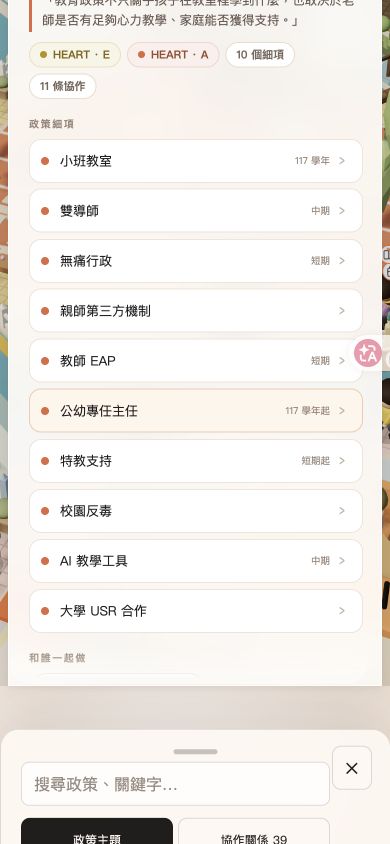 「教育政策不只關乎孩子在教室裡學到什麼，也取決於老
師是否有足夠心力教學、家庭能否獲得支持。」
HEART · E
HEART · A
10 個細項
11 條協作
政策細項
小班教室
117 學年
雙導師
中期
無痛行政
短期
親師第三方機制
教師 EAP
短期
公幼專任主任
117 學年起
特教支持
短期起
校園反毒
AI 教學工具
中期
大學 USR 合作
和誰一起做
搜尋政策、關鍵字...
政策主題
協作關係 39